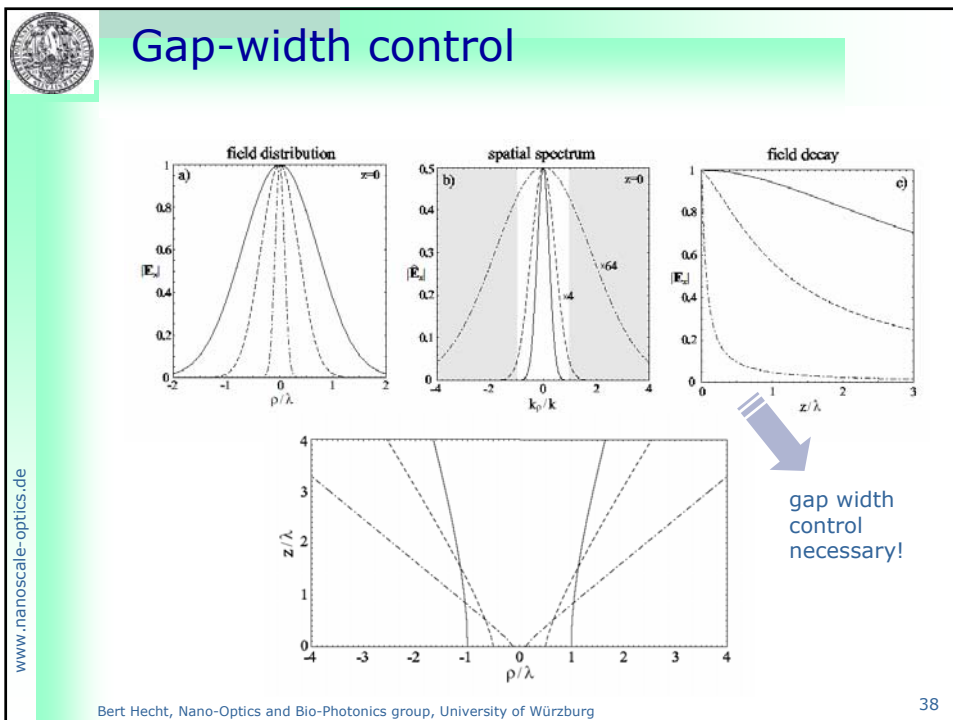 Gap-width control
field distribution
a)
z=0
1
0.8
0.6
|Eₓ|
0.4
0.2
0
-2 -1 0 1 2
ρ/λ
spatial spectrum
b)
z=0
0.5
0.4
0.3
|Êₓ|
0.2
0.1
0
×64
×4
-4 -2 0 2 4
kρ/k
field decay
c)
1
0.8
0.6
|Eₓ|
0.4
0.2
0
0 1 2 3
z/λ
gap width
control
necessary!
4
3
z/λ
2
1
0
-4 -3 -2 -1 0 1 2 3 4
ρ/λ
www.nanoscale-optics.de
Bert Hecht, Nano-Optics and Bio-Photonics group, University of Würzburg
38